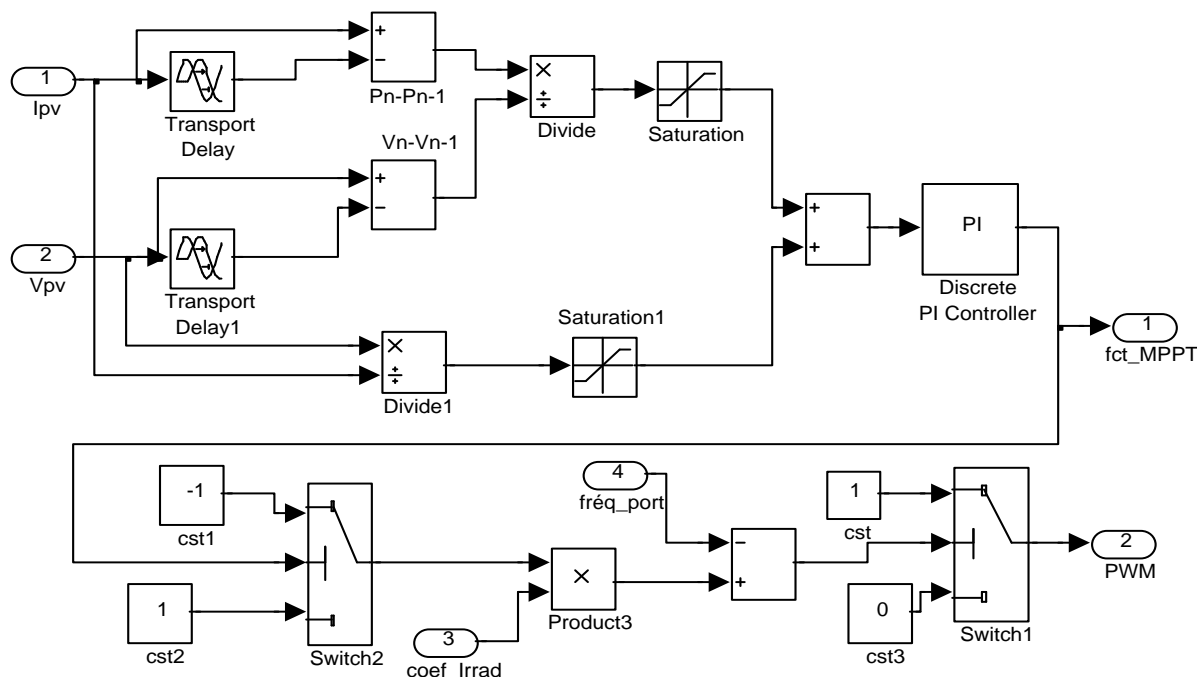 1
Ipv
Transport
Delay
+
−
Pn-Pn-1
×
÷
Divide
Saturation
Vn-Vn-1
+
−
2
Vpv
Transport
Delay1
+
+
PI
Discrete
PI Controller
1
fct_MPPT
×
÷
Divide1
Saturation1
-1
cst1
1
cst2
Switch2
4
fréq_port
×
Product3
3
coef_Irrad
−
+
1
cst
0
cst3
Switch1
2
PWM